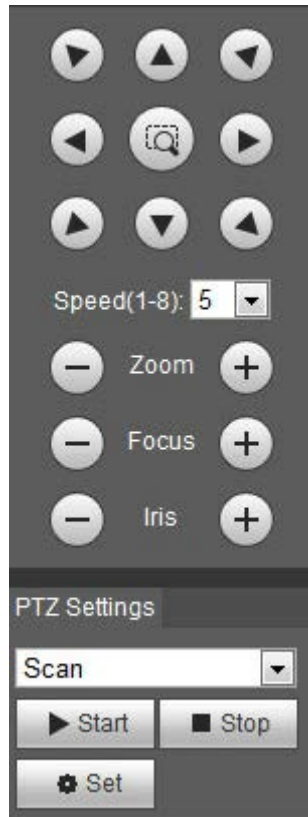 Speed(1-8): 5
Zoom
Focus
Iris
PTZ Settings
Scan
Start Stop
Set